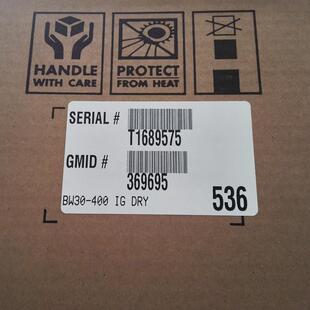 HANDLE
WITH CARE
PROTECT
FROM HEAT
SERIAL #
T1689575
GMID #
369695
BW30-400 IG DRY
536